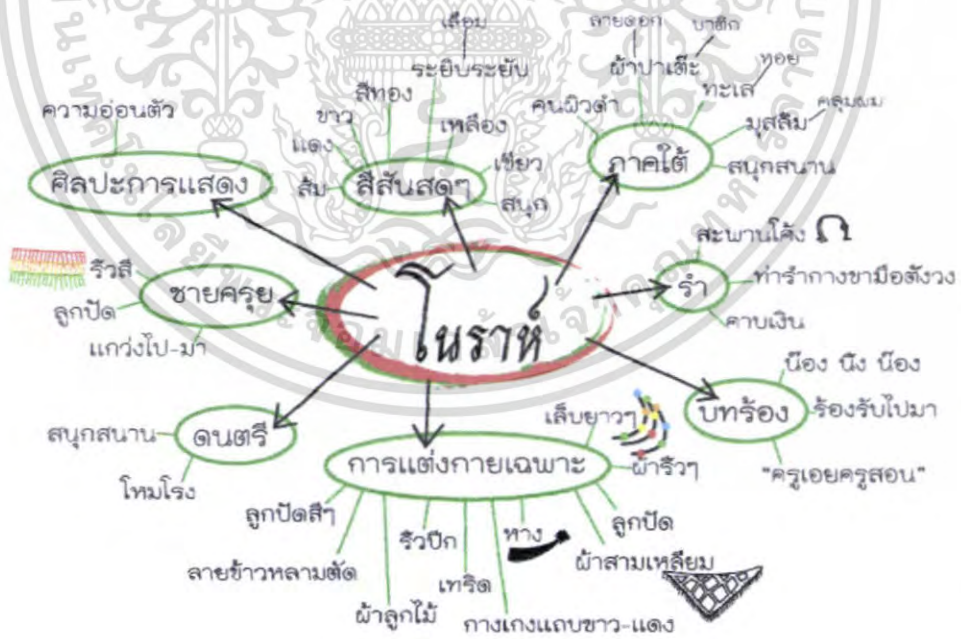 โนราห์
ศิลปะการแสดง
ความอ่อนตัว
สีสันสดๆ
ส้ม
แดง
ขาว
สีทอง
ระยิบระยับ
เลื่อม
เหลือง
เขียว
สนุก
ภาคใต้
คนผิวดำ
ผ้าปาเต๊ะ
ลายดอก
บาติก
ทะเล
หอย
มุสลิม
คลุมผม
สนุกสนาน
รำ
สะพานโค้ง
ท่ารำกางขามือตั้งวง
คาบเงิน
บทร้อง
น๊อง นึง น๊อง
ร้องรับไปมา
"ครูเอยครูสอน"
การแต่งกายเฉพาะ
เล็บยาวๆ
ผ้าริ้วๆ
ลูกปัด
ผ้าสามเหลี่ยม
หาง
กางเกงแถบขาว-แดง
เทริด
ริ้วปีก
ผ้าลูกไม้
ลายข้าวหลามตัด
ลูกปัดสีๆ
ดนตรี
สนุกสนาน
โหมโรง
ชายครุย
ริ้วสี
ลูกปัด
แกว่งไป-มา